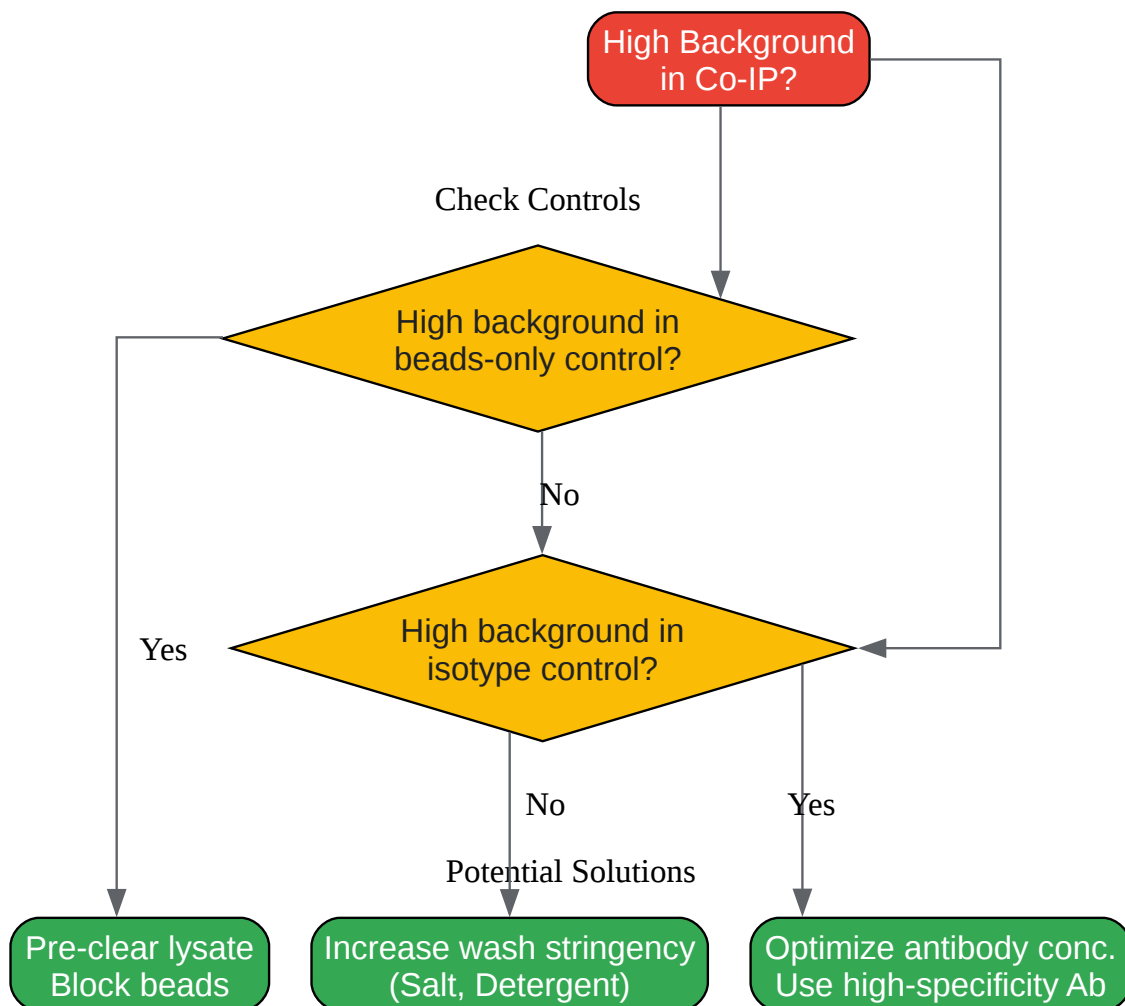 High Background
in Co-IP?
Check Controls
High background in
beads-only control?
No
High background in
isotype control?
Yes
No
Yes
Potential Solutions
Pre-clear lysate
Block beads
Increase wash stringency
(Salt, Detergent)
Optimize antibody conc.
Use high-specificity Ab